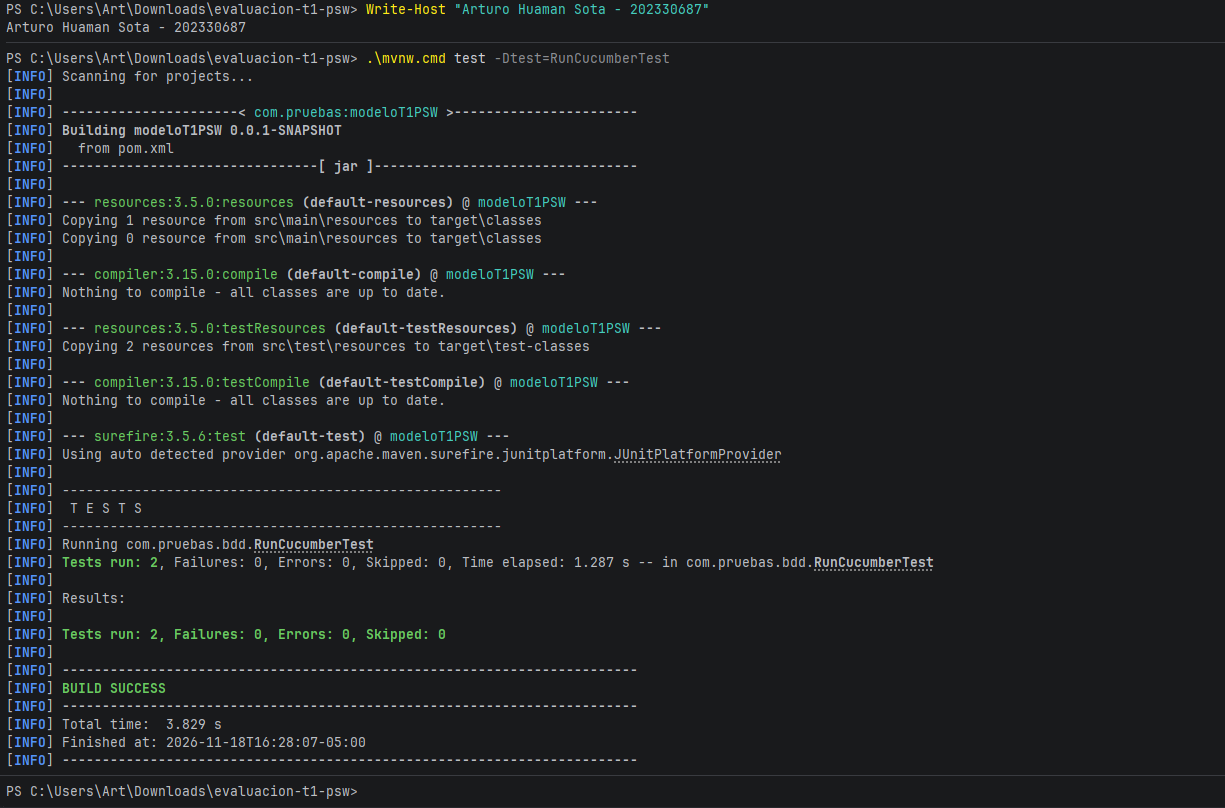 PS C:\Users\Art\Downloads\evaluacion-t1-psw> Write-Host "Arturo Huaman Sota - 202330687"
Arturo Huaman Sota - 202330687
PS C:\Users\Art\Downloads\evaluacion-t1-psw> .\mvnw.cmd test -Dtest=RunCucumberTest
[INFO] Scanning for projects...
[INFO]
[INFO] ----------------------< com.pruebas:modeloT1PSW >-----------------------
[INFO] Building modeloT1PSW 0.0.1-SNAPSHOT
[INFO]   from pom.xml
[INFO] --------------------------------[ jar ]---------------------------------
[INFO]
[INFO] --- resources:3.5.0:resources (default-resources) @ modeloT1PSW ---
[INFO] Copying 1 resource from src\main\resources to target\classes
[INFO] Copying 0 resource from src\main\resources to target\classes
[INFO]
[INFO] --- compiler:3.15.0:compile (default-compile) @ modeloT1PSW ---
[INFO] Nothing to compile - all classes are up to date.
[INFO]
[INFO] --- resources:3.5.0:testResources (default-testResources) @ modeloT1PSW ---
[INFO] Copying 2 resources from src\test\resources to target\test-classes
[INFO]
[INFO] --- compiler:3.15.0:testCompile (default-testCompile) @ modeloT1PSW ---
[INFO] Nothing to compile - all classes are up to date.
[INFO]
[INFO] --- surefire:3.5.6:test (default-test) @ modeloT1PSW ---
[INFO] Using auto detected provider org.apache.maven.surefire.junitplatform.JUnitPlatformProvider
[INFO]
[INFO] -------------------------------------------------------
[INFO]  T E S T S
[INFO] -------------------------------------------------------
[INFO] Running com.pruebas.bdd.RunCucumberTest
[INFO] Tests run: 2, Failures: 0, Errors: 0, Skipped: 0, Time elapsed: 1.287 s -- in com.pruebas.bdd.RunCucumberTest
[INFO]
[INFO] Results:
[INFO]
[INFO] Tests run: 2, Failures: 0, Errors: 0, Skipped: 0
[INFO]
[INFO] ------------------------------------------------------------------------
[INFO] BUILD SUCCESS
[INFO] ------------------------------------------------------------------------
[INFO] Total time:  3.829 s
[INFO] Finished at: 2026-11-18T16:28:07-05:00
[INFO] ------------------------------------------------------------------------
PS C:\Users\Art\Downloads\evaluacion-t1-psw>